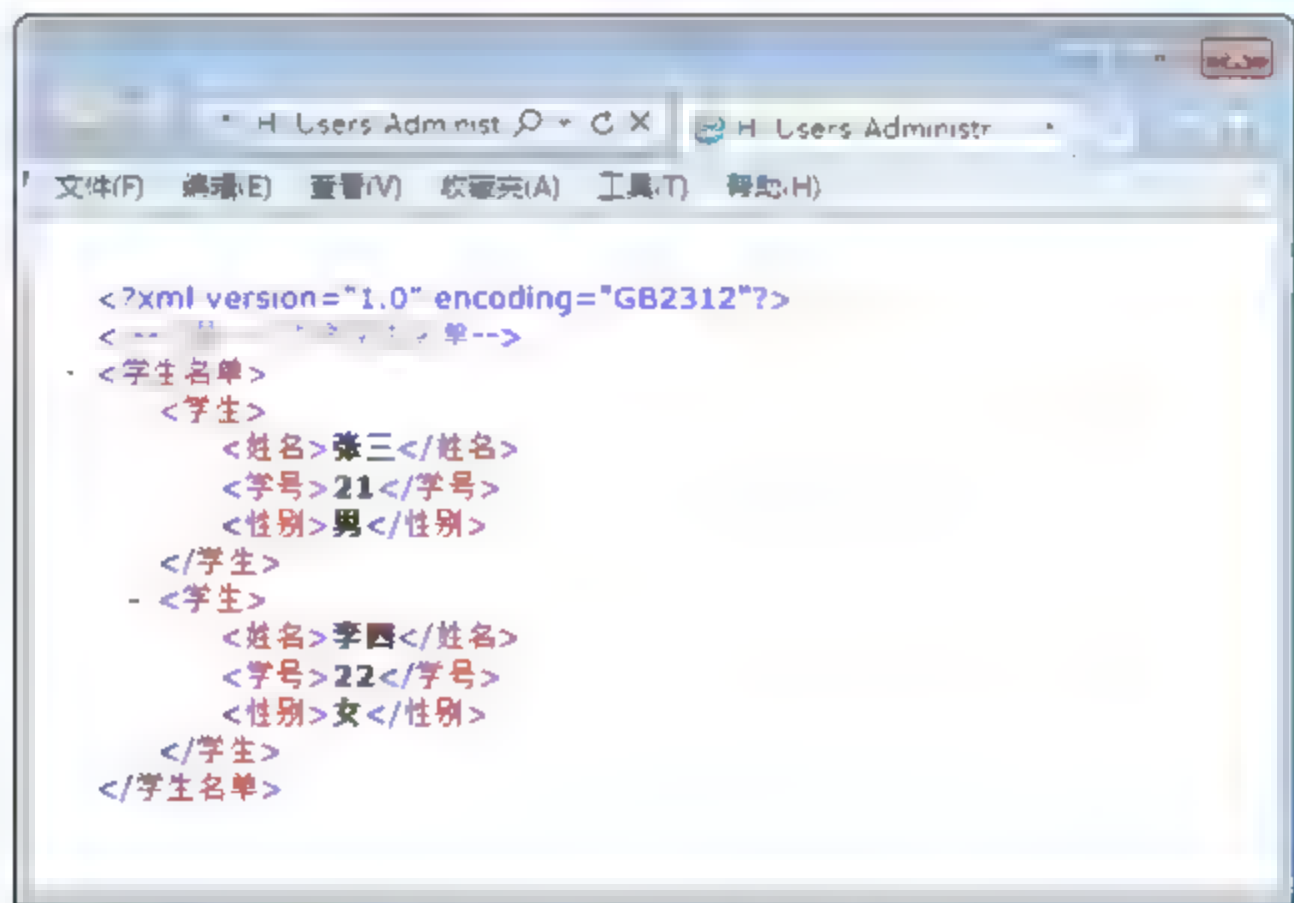 H Users Administ
H Users Administr
文件(F) 编辑(E) 查看(V) 收藏夹(A) 工具(T) 帮助(H)
<?xml version="1.0" encoding="GB2312"?>
<!-- 单-->
- <学生名单>
<学生>
<姓名>张三</姓名>
<学号>21</学号>
<性别>男</性别>
</学生>
- <学生>
<姓名>李四</姓名>
<学号>22</学号>
<性别>女</性别>
</学生>
</学生名单>